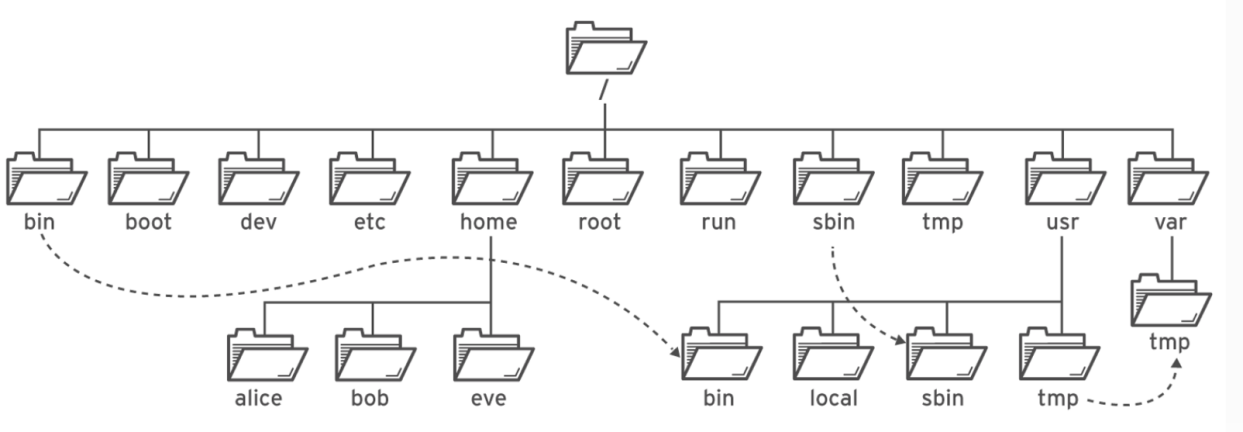 /
bin boot dev etc home root run sbin tmp usr var
tmp
alice bob eve bin local sbin tmp